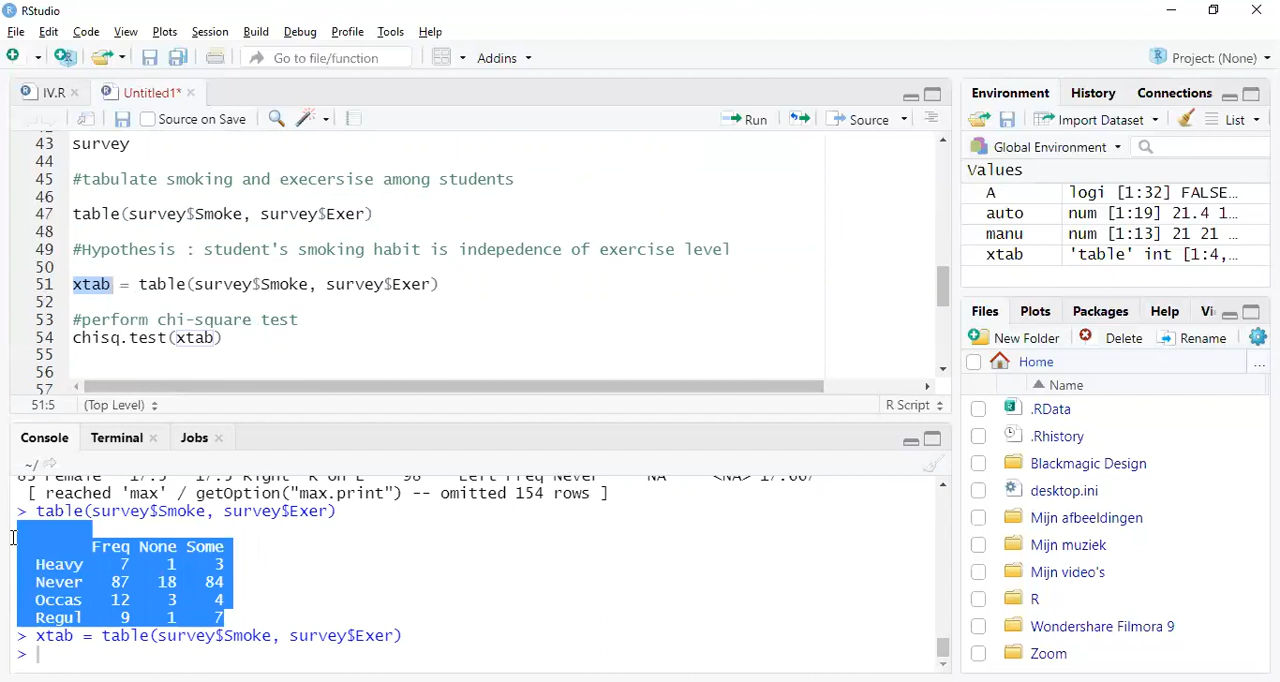 RStudio
File Edit Code View Plots Session Build Debug Profile Tools Help
Go to file/function Addins Project: (None)
IV.R Untitled1*
Source on Save Run Source
43 survey
44
45 #tabulate smoking and execersise among students
46
47 table(survey$Smoke, survey$Exer)
48
49 #Hypothesis : student's smoking habit is indepedence of exercise level
50
51 xtab = table(survey$Smoke, survey$Exer)
52
53 #perform chi-square test
54 chisq.test(xtab)
55
56
57
51:5 (Top Level) R Script
Console Terminal Jobs
~/
[ reached 'max' / getOption("max.print") -- omitted 154 rows ]
> table(survey$Smoke, survey$Exer)
Freq None Some
Heavy 7 1 3
Never 87 18 84
Occas 12 3 4
Regul 9 1 7
> xtab = table(survey$Smoke, survey$Exer)
>
Environment History Connections
Import Dataset List
Global Environment
Values
A logi [1:32] FALSE…
auto num [1:19] 21.4 1…
manu num [1:13] 21 21 …
xtab 'table' int [1:4,…
Files Plots Packages Help Vi
New Folder Delete Rename
Home ...
Name
.RData
.Rhistory
Blackmagic Design
desktop.ini
Mijn afbeeldingen
Mijn muziek
Mijn video's
R
Wondershare Filmora 9
Zoom